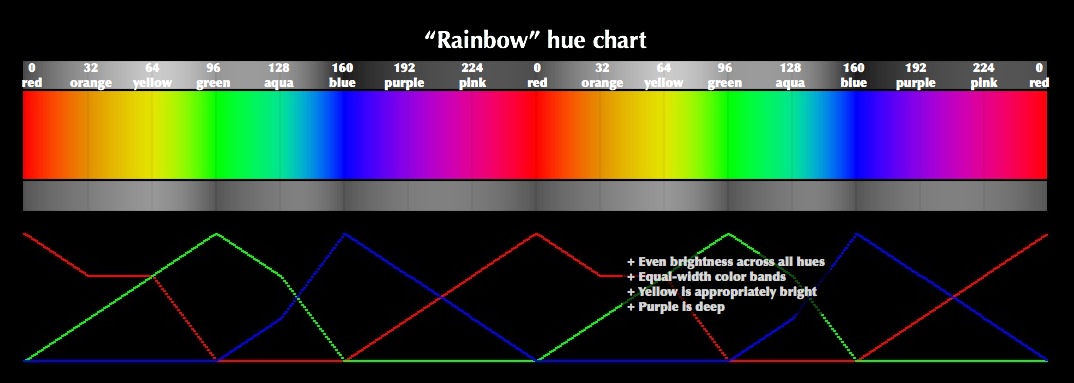 “Rainbow” hue chart
0 32 64 96 128 160 192 224 0 32 64 96 128 160 192 224 0
red orange yellow green aqua blue purple pink red orange yellow green aqua blue purple pink red
+ Even brightness across all hues
+ Equal-width color bands
+ Yellow is appropriately bright
+ Purple is deep